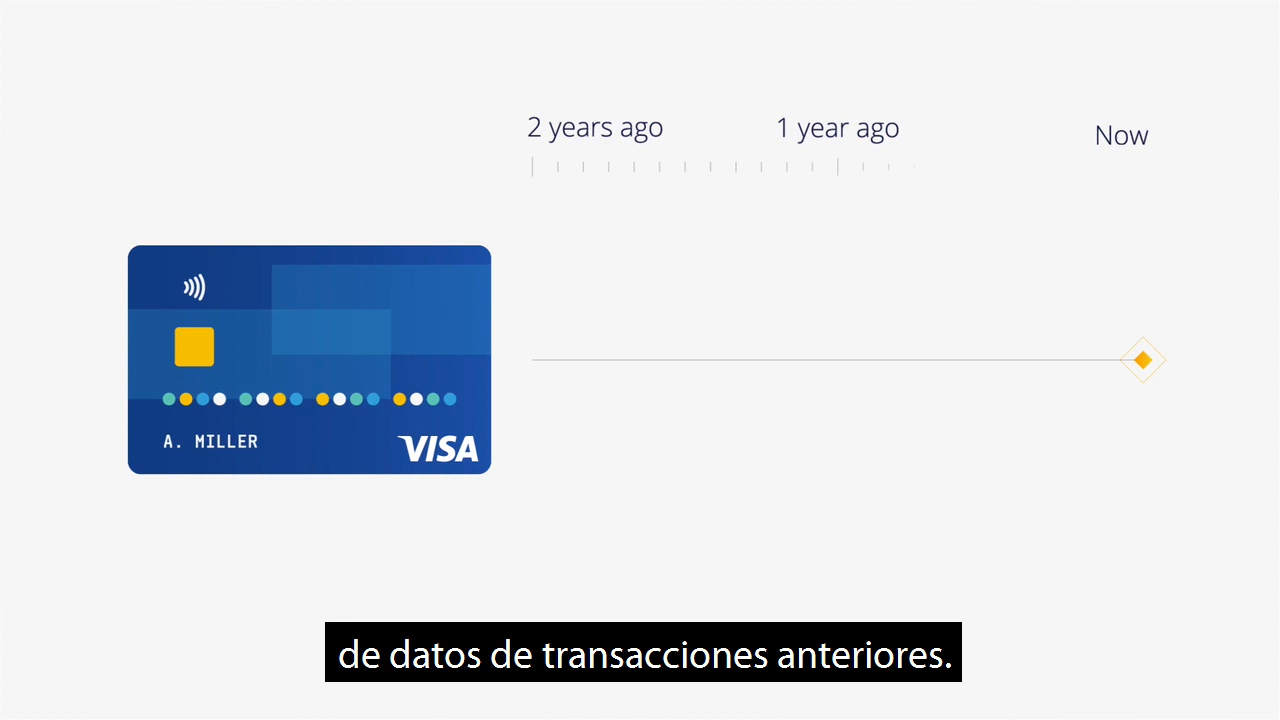 2 years ago 1 year ago Now
A. MILLER
VISA
de datos de transacciones anteriores.